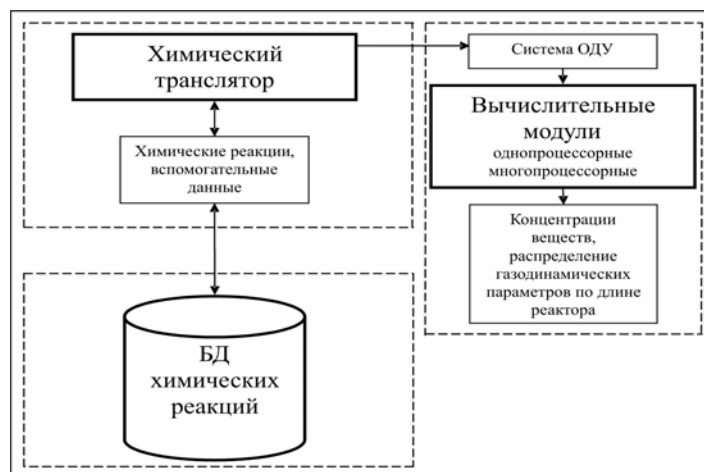 Химический
транслятор
Химические реакции,
вспомогательные
данные
БД
химических
реакций
Система ОДУ
Вычислительные
модули
однопроцессорные
многопроцессорные
Концентрации
веществ,
распределение
газодинамических
параметров по длине
реактора